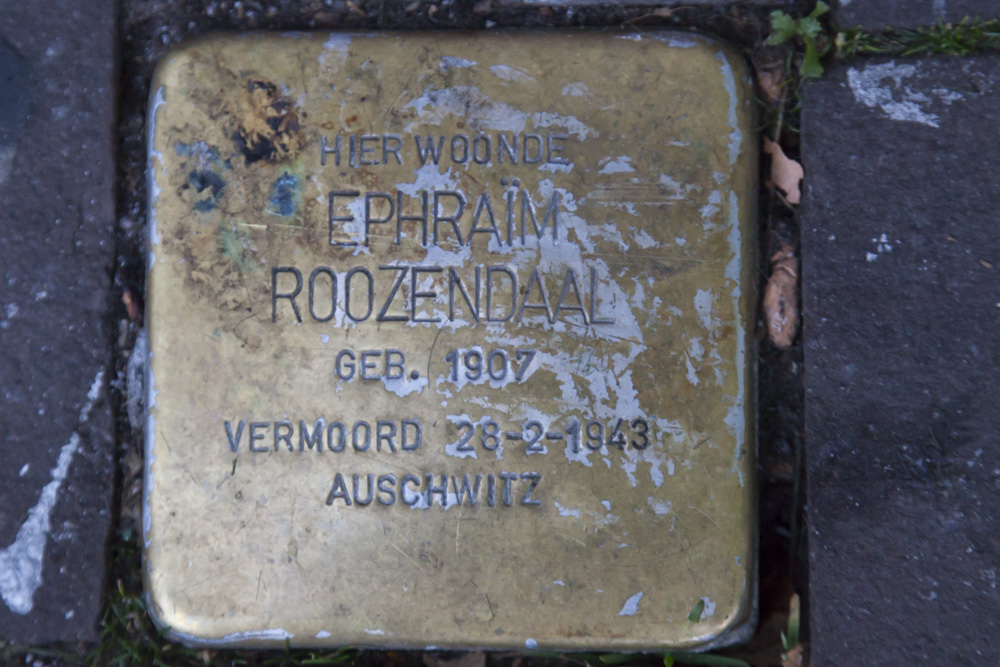 HIER WOONDE
EPHRAÏM
ROOZENDAAL
GEB. 1907
VERMOORD 28-2-1943
AUSCHWITZ